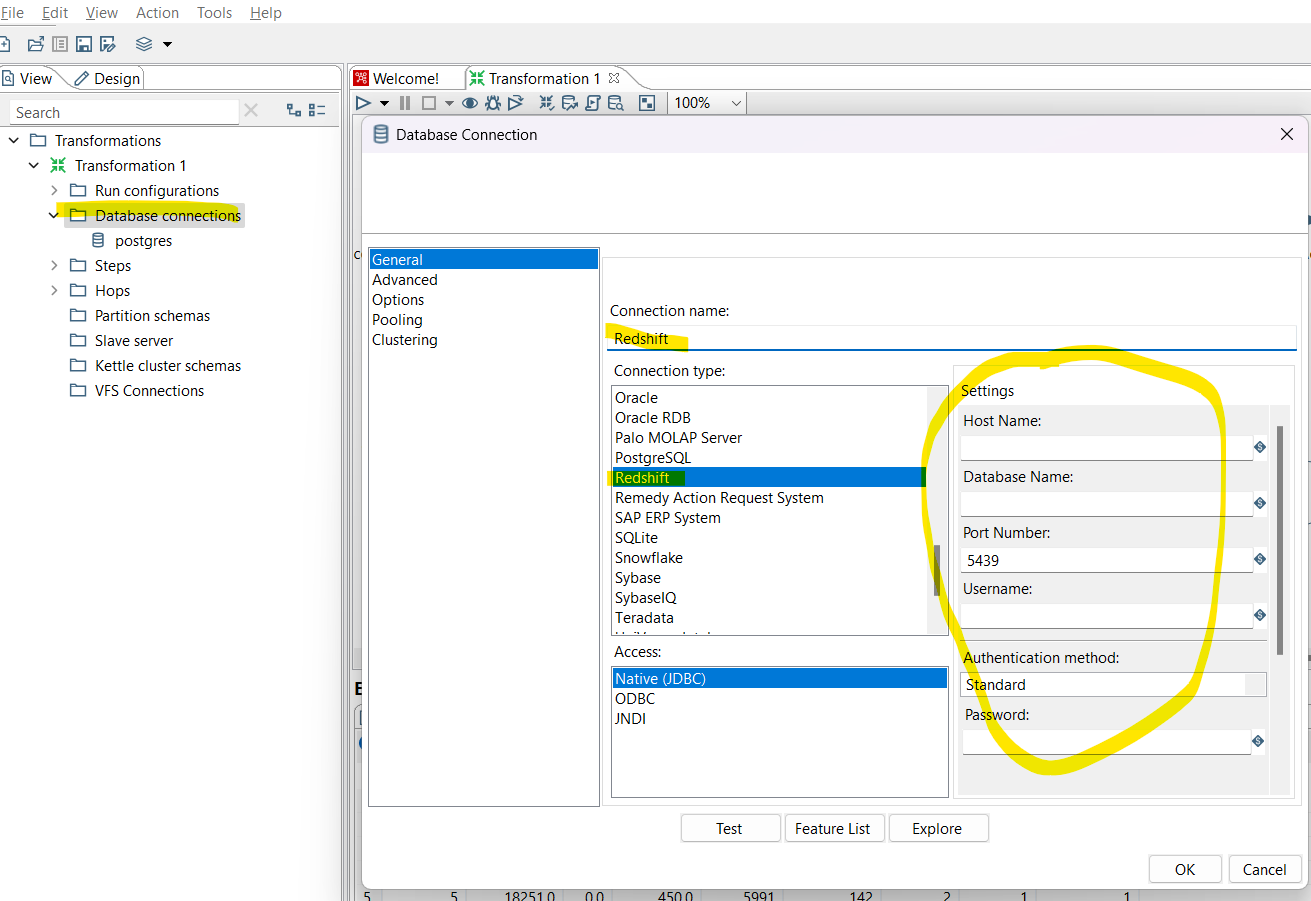 File Edit View Action Tools Help
View Design
Welcome! Transformation 1
Search
100%
Transformations
Transformation 1
Run configurations
Database connections
postgres
Steps
Hops
Partition schemas
Slave server
Kettle cluster schemas
VFS Connections
Database Connection
General
Advanced
Options
Pooling
Clustering
Connection name:
Redshift
Connection type:
Oracle
Oracle RDB
Palo MOLAP Server
PostgreSQL
Redshift
Remedy Action Request System
SAP ERP System
SQLite
Snowflake
Sybase
SybaseIQ
Teradata
Access:
Native (JDBC)
ODBC
JNDI
Settings
Host Name:
Database Name:
Port Number:
5439
Username:
Authentication method:
Standard
Password:
Test Feature List Explore
OK Cancel
5 5 18251.0 0.0 450.0 5991 142 2 1 1